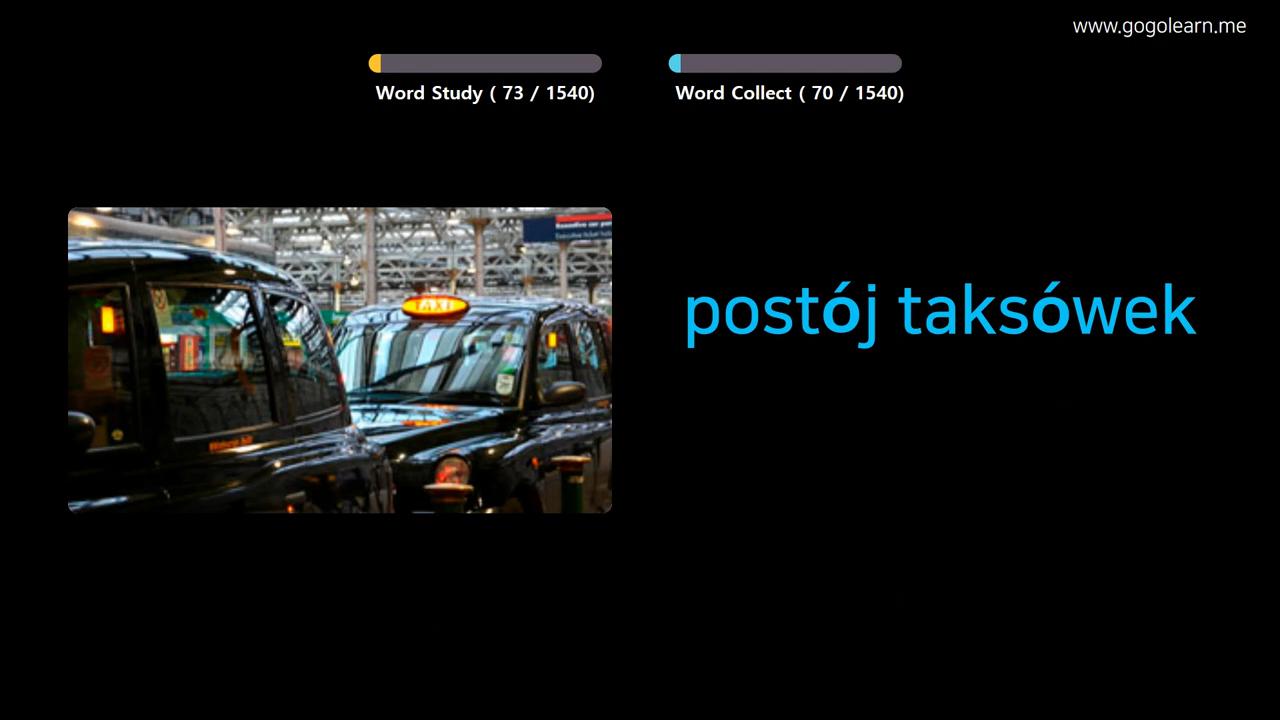 www.gogolearn.me
Word Study ( 73 / 1540)
Word Collect ( 70 / 1540)
TAXI
postój taksówek